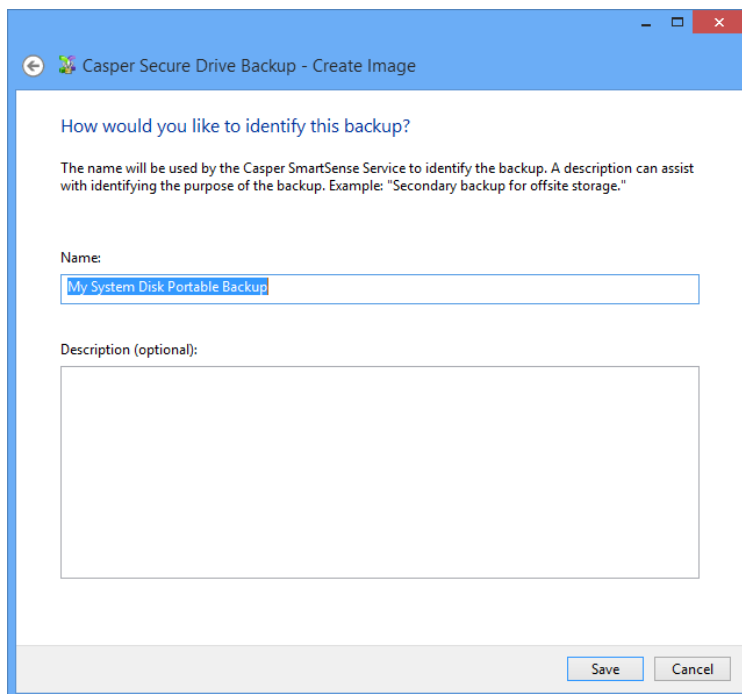 Casper Secure Drive Backup - Create Image
How would you like to identify this backup?
The name will be used by the Casper SmartSense Service to identify the backup. A description can assist
with identifying the purpose of the backup. Example: "Secondary backup for offsite storage."
Name:
My System Disk Portable Backup
Description (optional):
Save Cancel